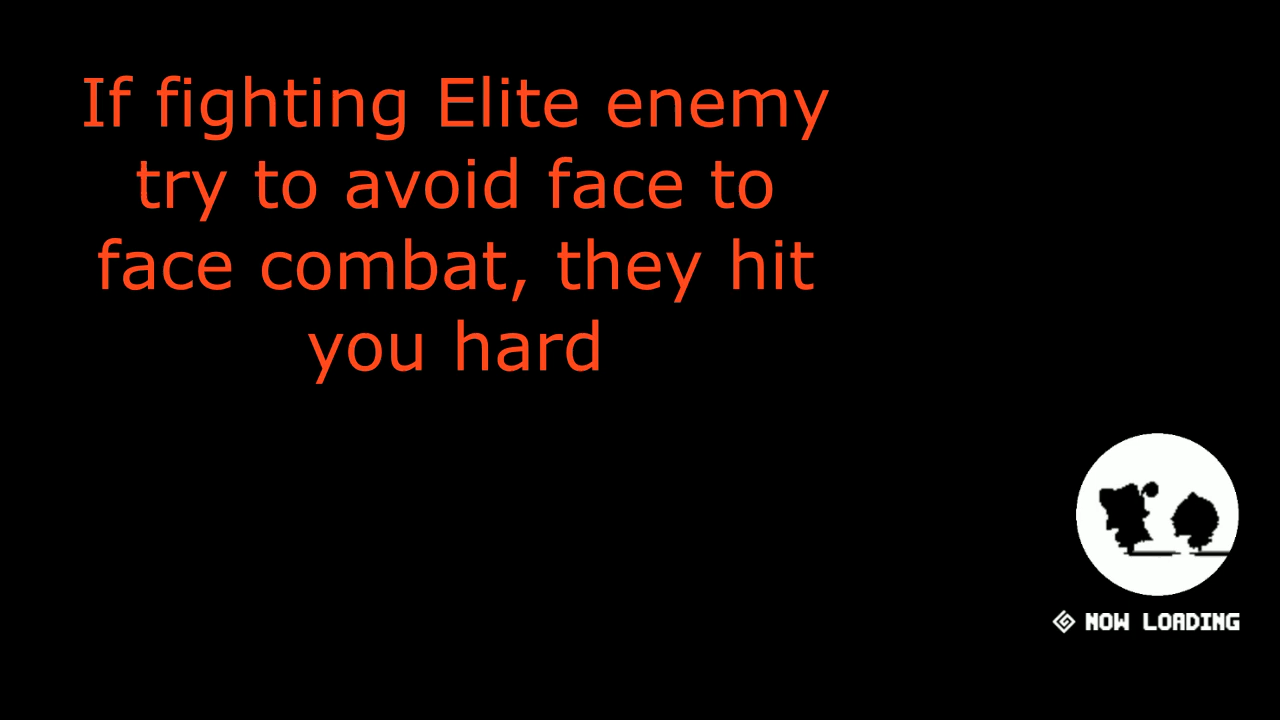 If fighting Elite enemy
try to avoid face to
face combat, they hit
you hard
NOW LOADING